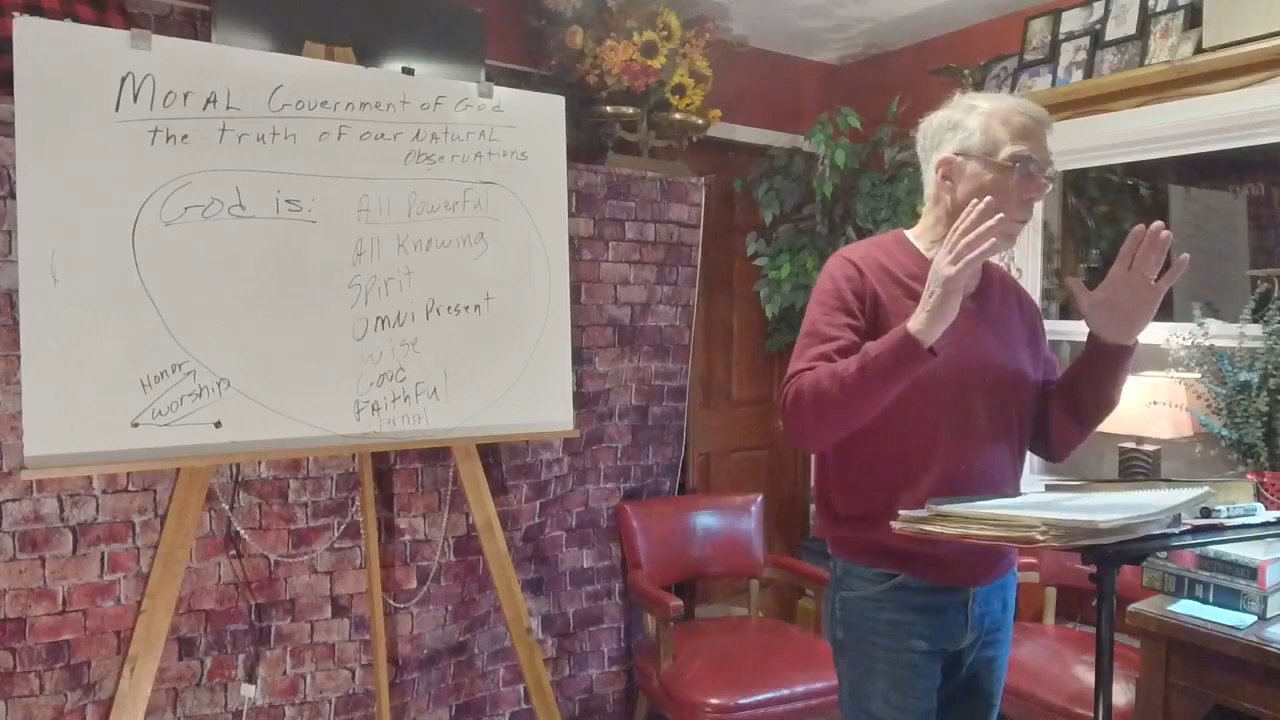 Moral Government of God
the truth of our Natural
Observations
God is:
All Powerful
All Knowing
Spirit
Omni Present
Wise
Good
Faithful
Honor
Worship